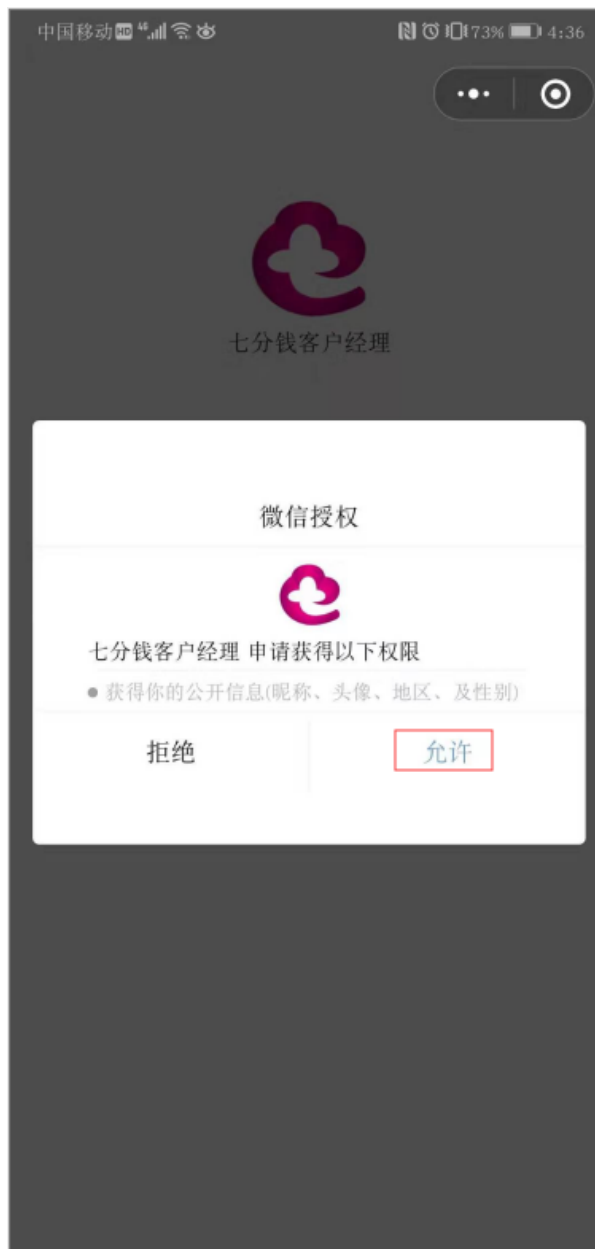 中国移动 HD 4G 73% 4:36
七分钱客户经理
微信授权
七分钱客户经理 申请获得以下权限
● 获得你的公开信息(昵称、头像、地区、及性别)
拒绝 允许